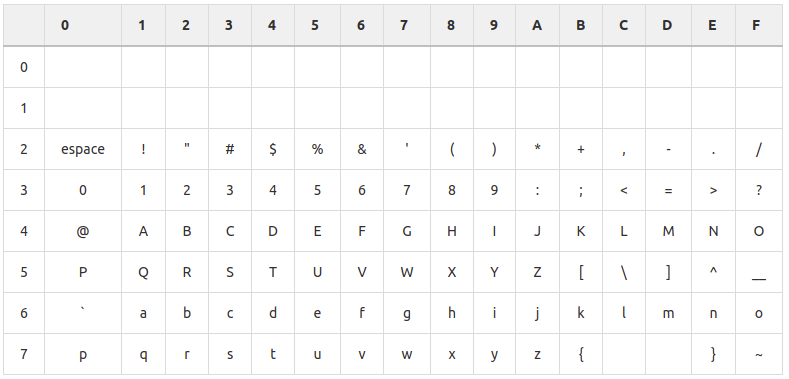 0 1 2 3 4 5 6 7 8 9 A B C D E F
0
1
2 espace ! " # $ % & ' ( ) * + , - . /
3 0 1 2 3 4 5 6 7 8 9 : ; < = > ?
4 @ A B C D E F G H I J K L M N O
5 P Q R S T U V W X Y Z [ \ ] ^ __
6 ` a b c d e f g h i j k l m n o
7 p q r s t u v w x y z { } ~